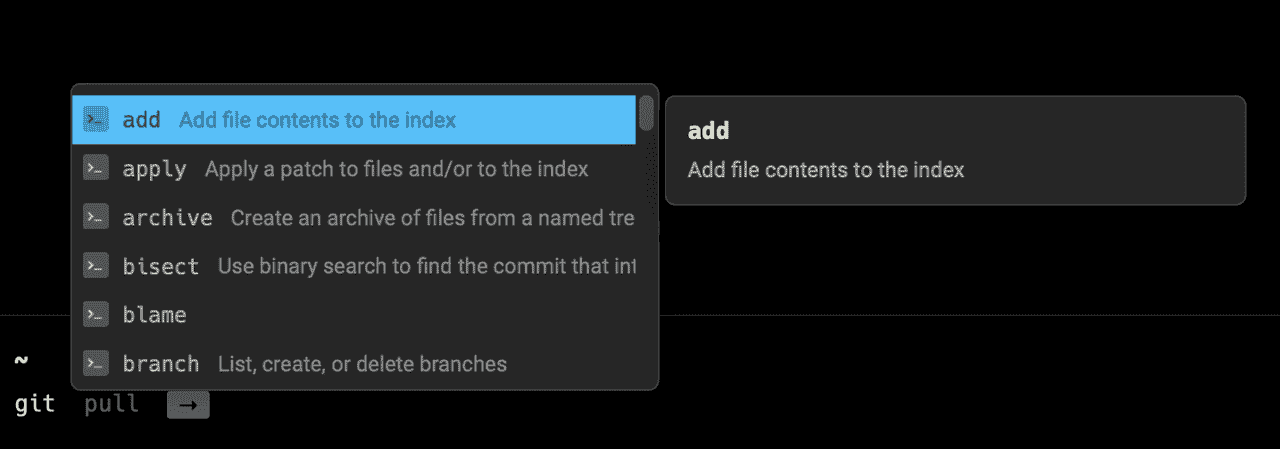 add Add file contents to the index
apply Apply a patch to files and/or to the index
archive Create an archive of files from a named tre
bisect Use binary search to find the commit that int
blame
branch List, create, or delete branches
add
Add file contents to the index
~
git pull →